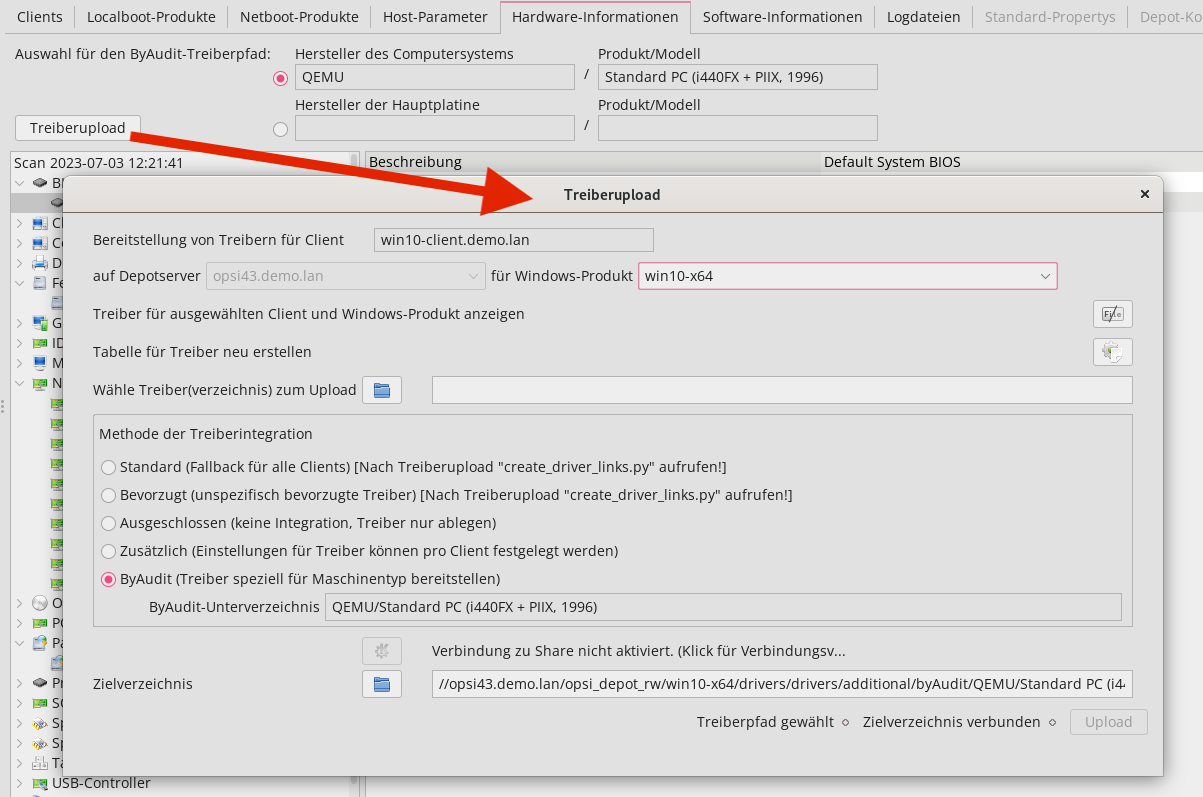 Clients Localboot-Produkte Netboot-Produkte Host-Parameter Hardware-Informationen Software-Informationen Logdateien Standard-Propertys Depot-Ko
Auswahl für den ByAudit-Treiberpfad: Hersteller des Computersystems Produkt/Modell
QEMU / Standard PC (i440FX + PIIX, 1996)
Hersteller der Hauptplatine Produkt/Modell
Treiberupload /
Scan 2023-07-03 12:21:41 Beschreibung Default System BIOS
Treiberupload
Bereitstellung von Treibern für Client win10-client.demo.lan
auf Depotserver opsi43.demo.lan für Windows-Produkt win10-x64
Treiber für ausgewählten Client und Windows-Produkt anzeigen
Tabelle für Treiber neu erstellen
Wähle Treiber(verzeichnis) zum Upload
Methode der Treiberintegration
Standard (Fallback für alle Clients) [Nach Treiberupload "create_driver_links.py" aufrufen!]
Bevorzugt (unspezifisch bevorzugte Treiber) [Nach Treiberupload "create_driver_links.py" aufrufen!]
Ausgeschlossen (keine Integration, Treiber nur ablegen)
Zusätzlich (Einstellungen für Treiber können pro Client festgelegt werden)
ByAudit (Treiber speziell für Maschinentyp bereitstellen)
ByAudit-Unterverzeichnis QEMU/Standard PC (i440FX + PIIX, 1996)
Verbindung zu Share nicht aktiviert. (Klick für Verbindungsv...
Zielverzeichnis //opsi43.demo.lan/opsi_depot_rw/win10-x64/drivers/drivers/additional/byAudit/QEMU/Standard PC (i4
Treiberpfad gewählt Zielverzeichnis verbunden Upload
USB-Controller